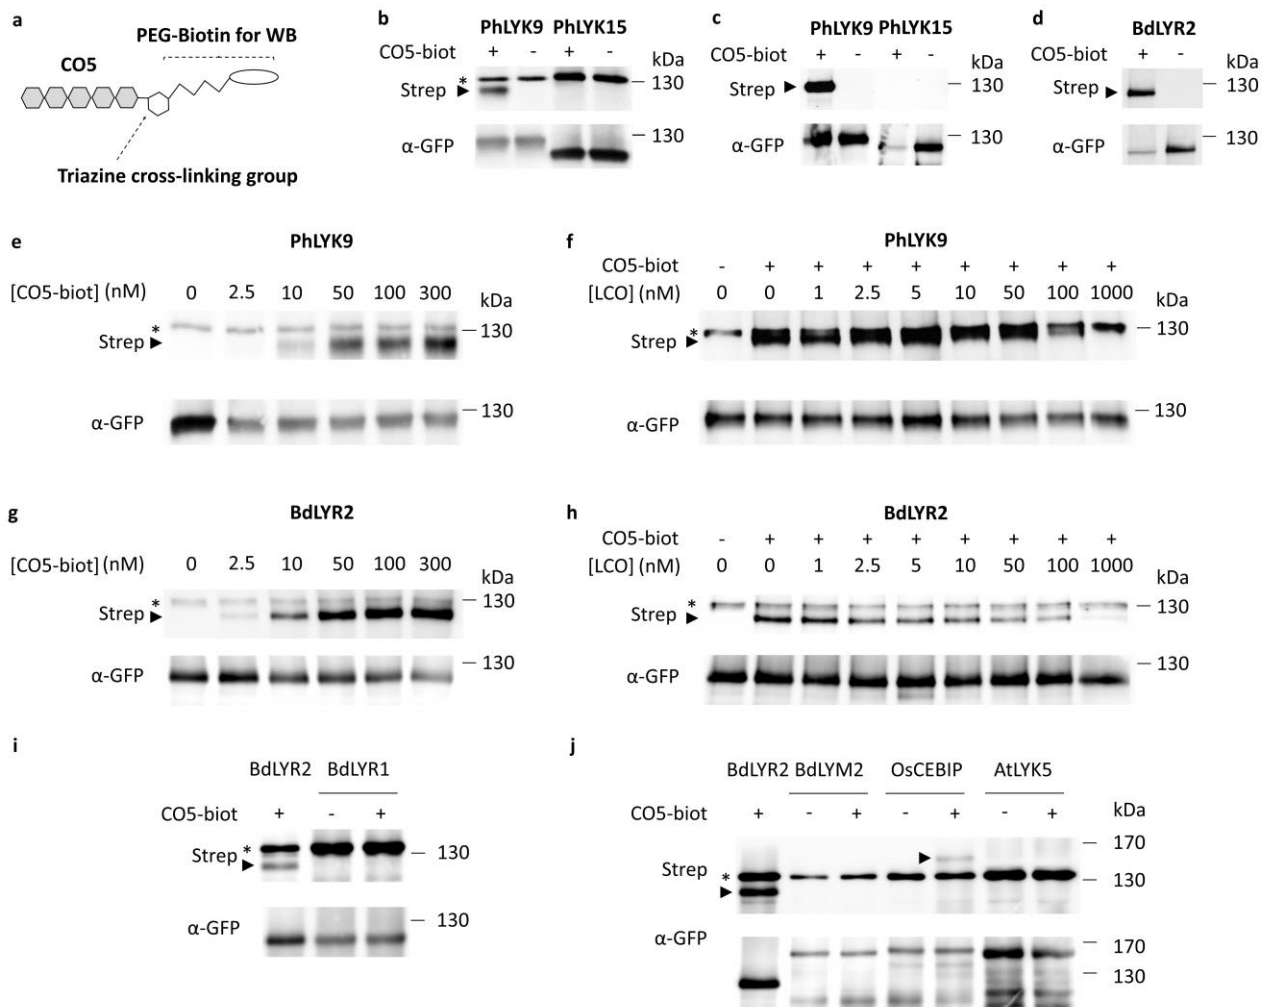 a
PEG-Biotin for WB
CO5
Triazine cross-linking group
b
PhLYK9 PhLYK15
CO5-biot + - + - kDa
* 130
Strep
α-GFP 130
c
PhLYK9 PhLYK15
CO5-biot + - + - kDa
Strep 130
α-GFP 130
d
BdLYR2
CO5-biot + - kDa
Strep 130
α-GFP 130
e
PhLYK9
[CO5-biot] (nM) 0 2.5 10 50 100 300 kDa
* 130
Strep
α-GFP 130
f
PhLYK9
CO5-biot - + + + + + + + +
[LCO] (nM) 0 0 1 2.5 5 10 50 100 1000 kDa
* 130
Strep
α-GFP 130
g
BdLYR2
[CO5-biot] (nM) 0 2.5 10 50 100 300 kDa
* 130
Strep
α-GFP 130
h
BdLYR2
CO5-biot - + + + + + + + +
[LCO] (nM) 0 0 1 2.5 5 10 50 100 1000 kDa
* 130
Strep
α-GFP 130
i
BdLYR2 BdLYR1
CO5-biot + - +
* 130
Strep
α-GFP 130
j
BdLYR2 BdLYM2 OsCEBIP AtLYK5
CO5-biot + - + - + - + kDa
170
Strep
* 130
α-GFP 170
130